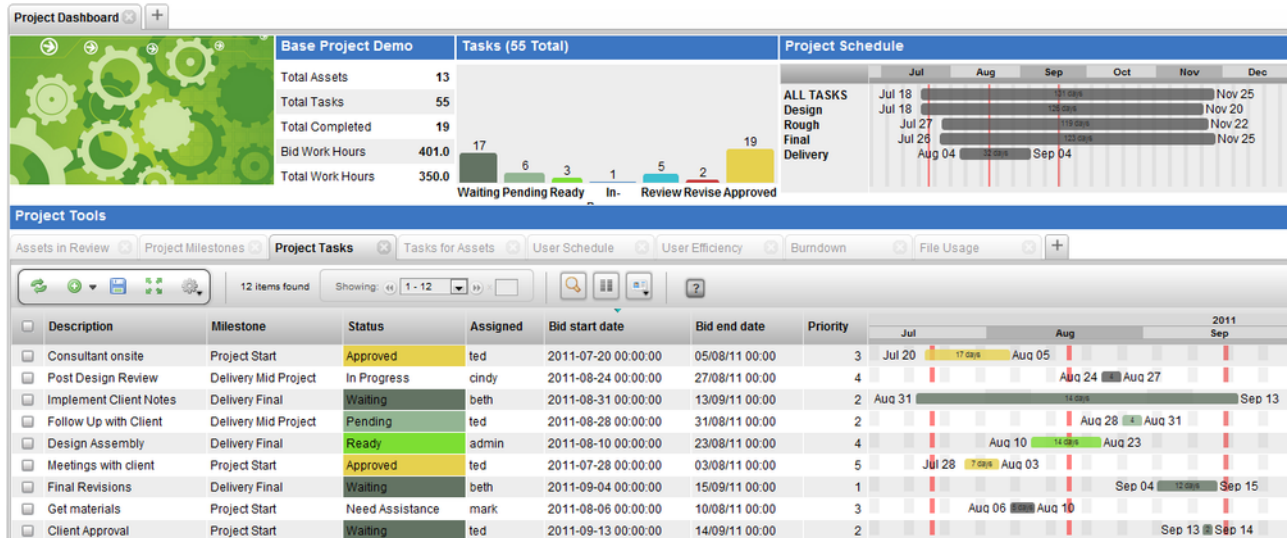 Project Dashboard
Base Project Demo
Total Assets 13
Total Tasks 55
Total Completed 19
Bid Work Hours 401.0
Total Work Hours 350.0
Tasks (55 Total)
17 6 3 1 5 2 19
Waiting Pending Ready In- Review Revise Approved
Project Schedule
Jul Aug Sep Oct Nov Dec
ALL TASKS Jul 18 131 days Nov 25
Design Jul 18 126 days Nov 20
Rough Jul 27 119 days Nov 22
Final Jul 26 123 days Nov 25
Delivery Aug 04 32 days Sep 04
Project Tools
Assets in Review Project Milestones Project Tasks Tasks for Assets User Schedule User Efficiency Burndown File Usage
12 items found Showing: 1 - 12
Description Milestone Status Assigned Bid start date Bid end date Priority
2011
Jul Aug Sep
Consultant onsite Project Start Approved ted 2011-07-20 00:00:00 05/08/11 00:00 3 Jul 20 17 days Aug 05
Post Design Review Delivery Mid Project In Progress cindy 2011-08-24 00:00:00 27/08/11 00:00 4 Aug 24 4 Aug 27
Implement Client Notes Delivery Final Waiting beth 2011-08-31 00:00:00 13/09/11 00:00 2 Aug 31 14 days Sep 13
Follow Up with Client Delivery Mid Project Pending ted 2011-08-28 00:00:00 31/08/11 00:00 2 Aug 28 4 Aug 31
Design Assembly Delivery Final Ready admin 2011-08-10 00:00:00 23/08/11 00:00 4 Aug 10 14 days Aug 23
Meetings with client Project Start Approved ted 2011-07-28 00:00:00 03/08/11 00:00 5 Jul 28 7 days Aug 03
Final Revisions Delivery Final Waiting beth 2011-09-04 00:00:00 15/09/11 00:00 1 Sep 04 12 days Sep 15
Get materials Project Start Need Assistance mark 2011-08-06 00:00:00 10/08/11 00:00 3 Aug 06 5 days Aug 10
Client Approval Project Start Waiting ted 2011-09-13 00:00:00 14/09/11 00:00 2 Sep 13 2 Sep 14